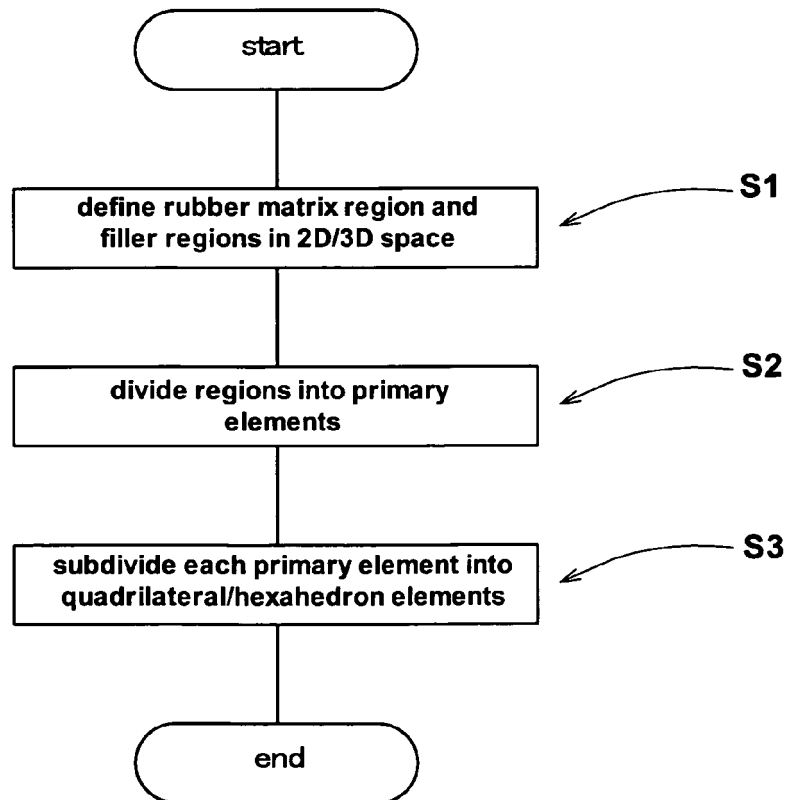 start
define rubber matrix region and
filler regions in 2D/3D space
S1
divide regions into primary
elements
S2
subdivide each primary element into
quadrilateral/hexahedron elements
S3
end